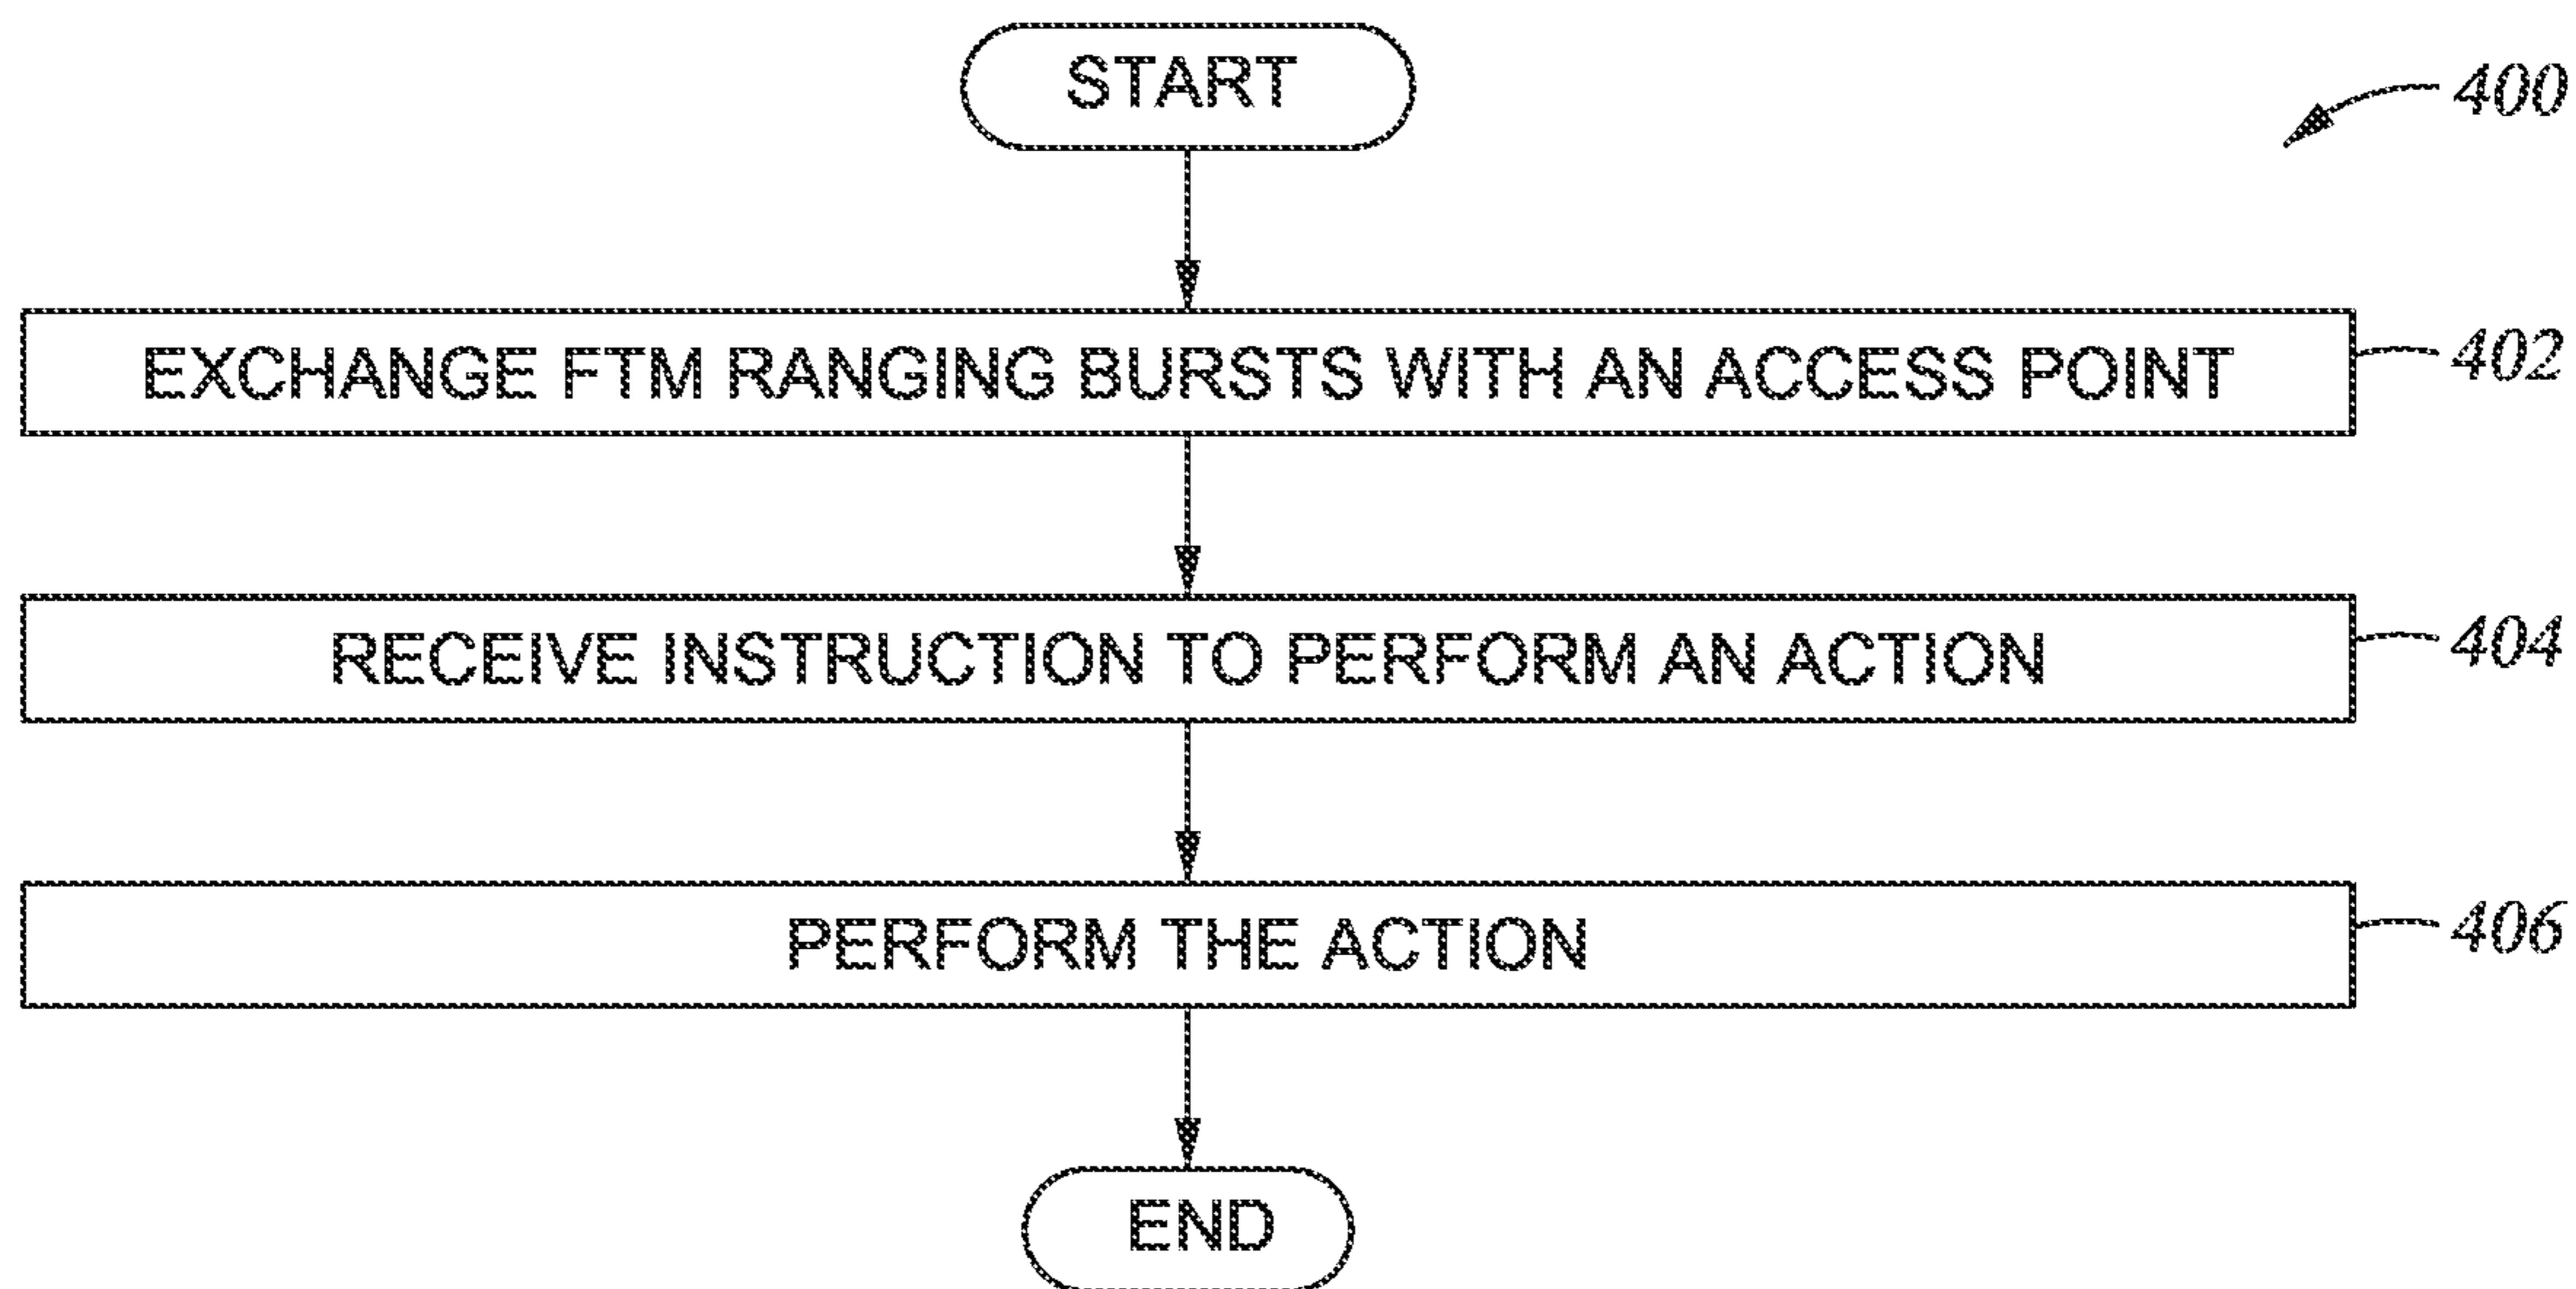 START
400
EXCHANGE FTM RANGING BURSTS WITH AN ACCESS POINT
402
RECEIVE INSTRUCTION TO PERFORM AN ACTION
404
PERFORM THE ACTION
406
END